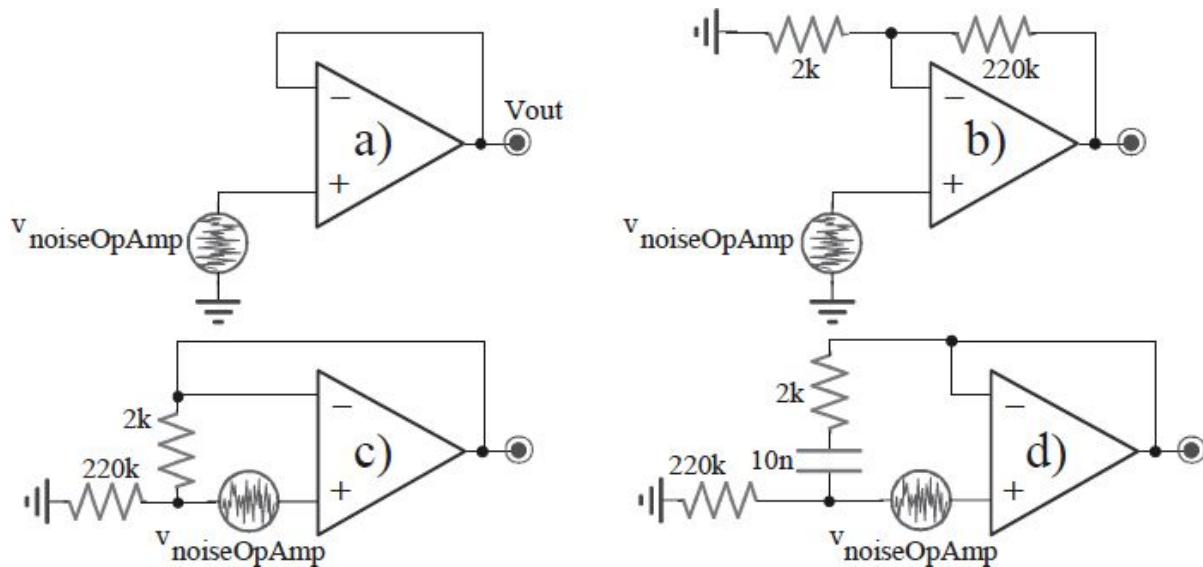 2k
220k
Vout
a)
b)
−
+
−
+
v
noiseOpAmp
v
noiseOpAmp
2k
220k
c)
−
+
v
noiseOpAmp
2k
10n
220k
d)
−
+
v
noiseOpAmp